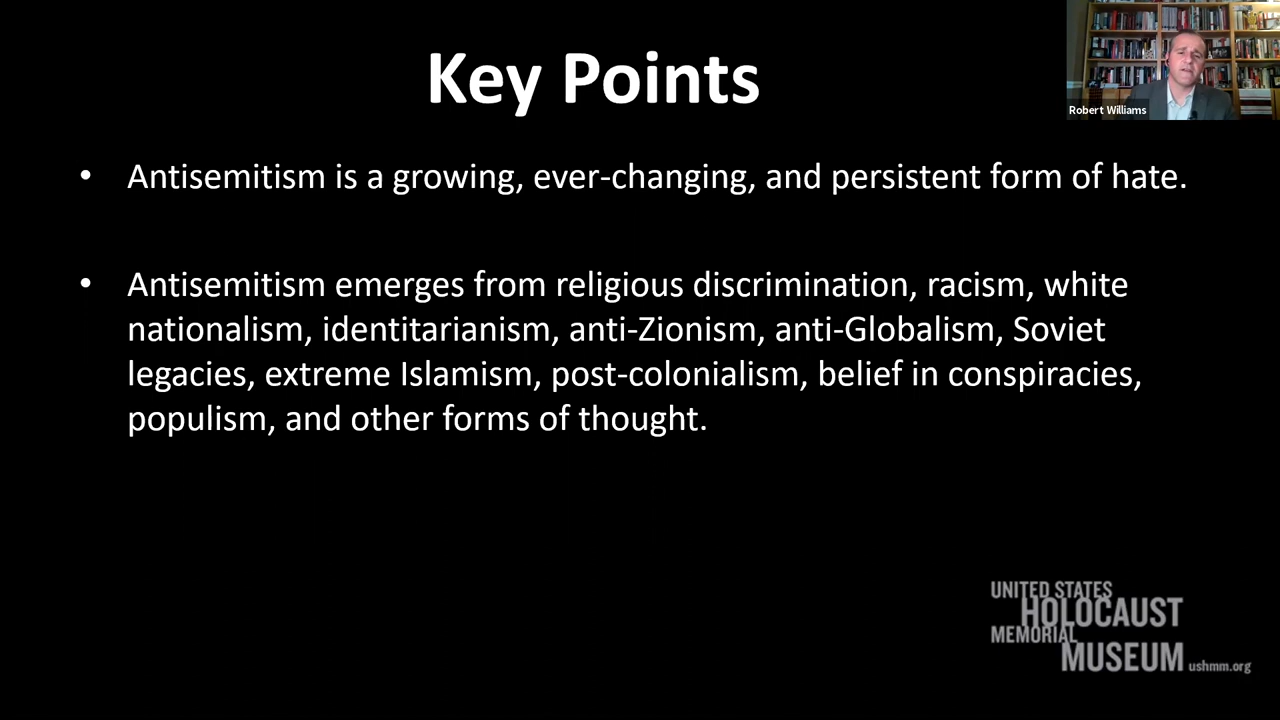 Key Points
Robert Williams
• Antisemitism is a growing, ever-changing, and persistent form of hate.
• Antisemitism emerges from religious discrimination, racism, white
nationalism, identitarianism, anti-Zionism, anti-Globalism, Soviet
legacies, extreme Islamism, post-colonialism, belief in conspiracies,
populism, and other forms of thought.
UNITED STATES
HOLOCAUST
MEMORIAL
MUSEUM ushmm.org